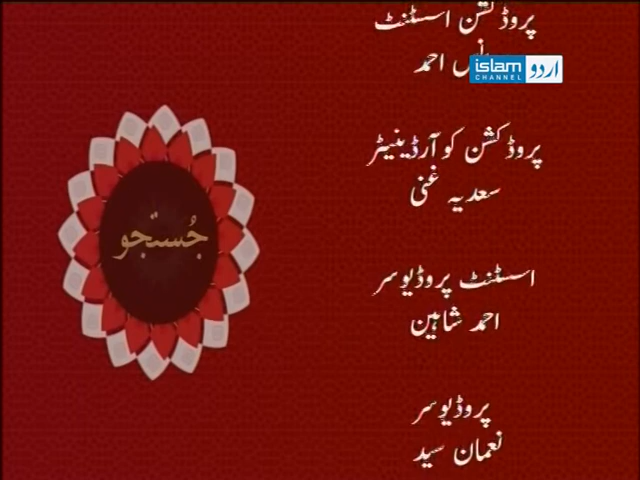 پروڈکشن اسسٹنٹ
احمد
islam
CHANNEL
اردو
پروڈکشن کوآرڈینیٹر
سعدیہ غنی
جُستجو
اسسٹنٹ پروڈیوسر
احمد شاہین
پروڈیوسر
نعمان سید